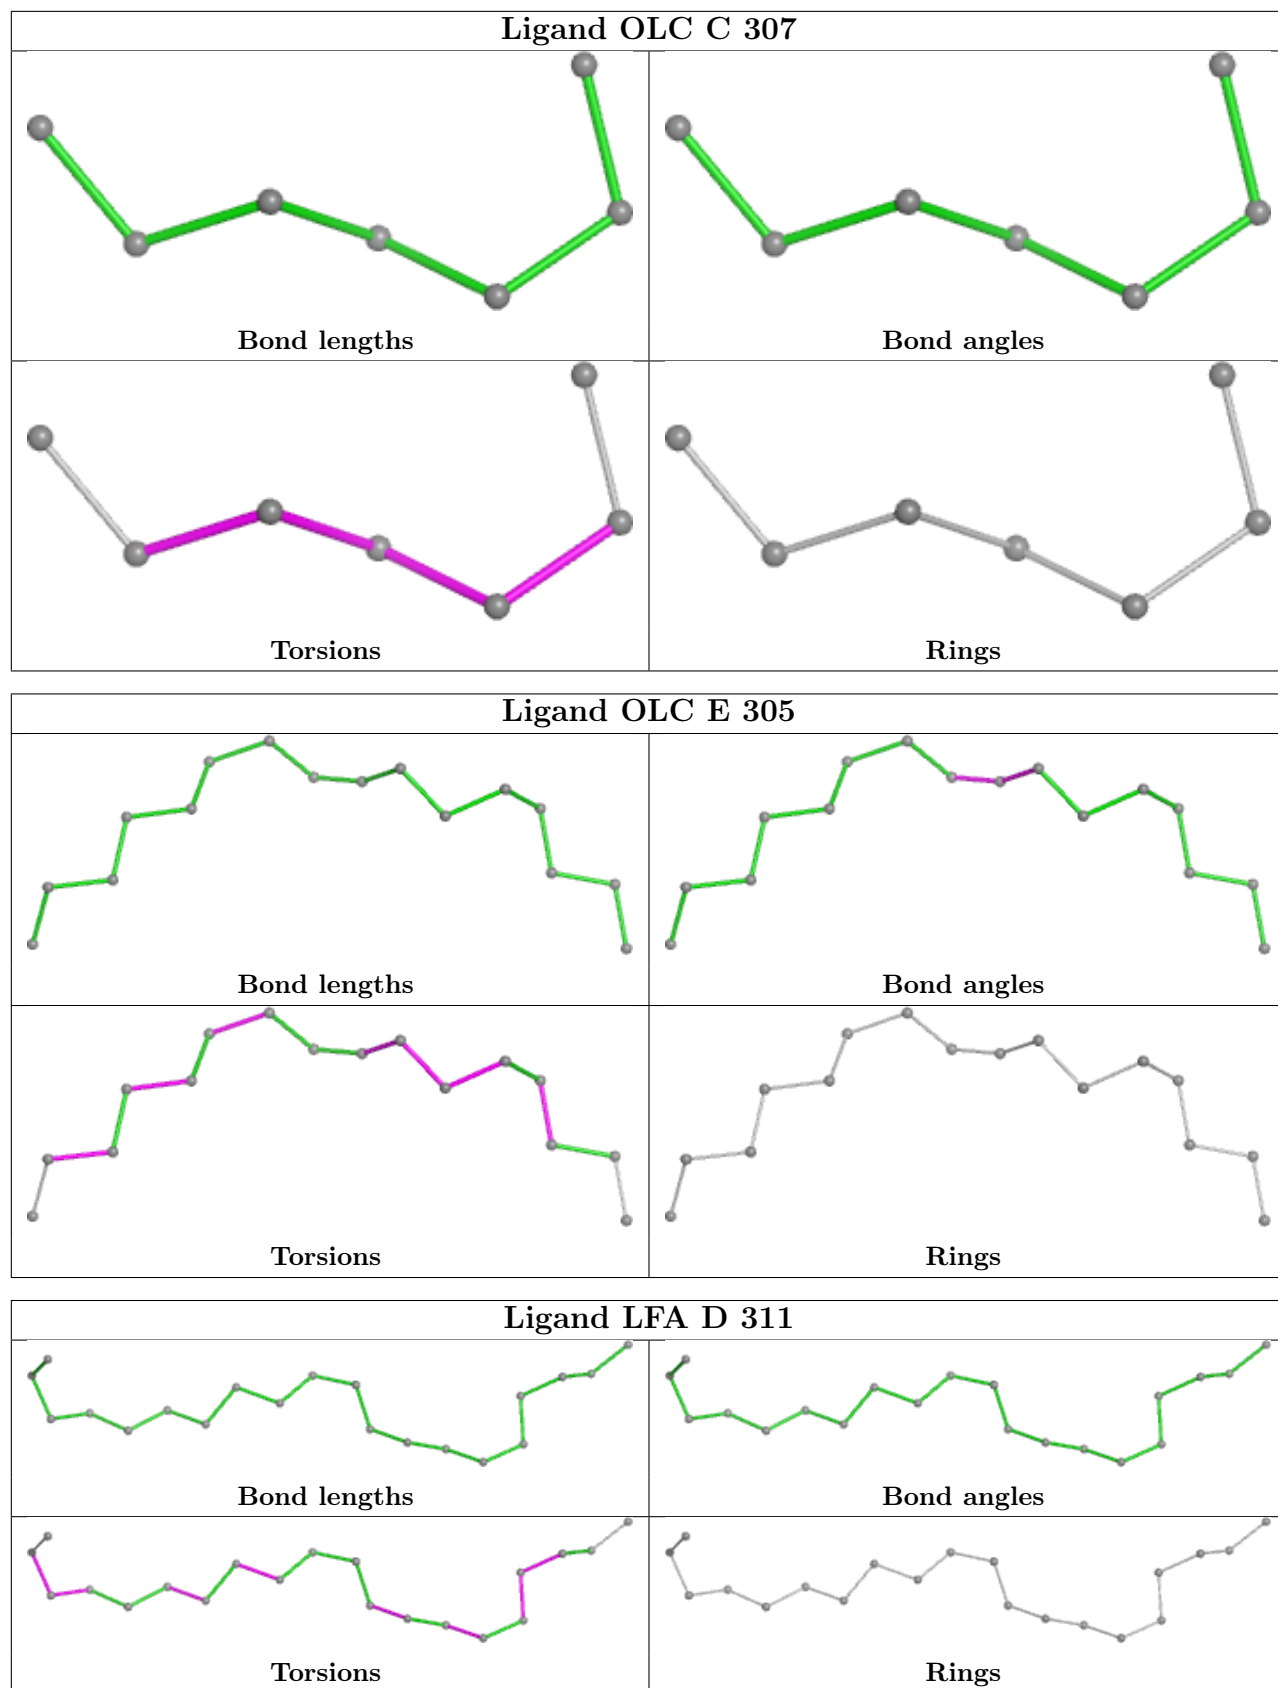 Ligand OLC C 307
Bond lengths
Bond angles
Torsions
Rings
Ligand OLC E 305
Bond lengths
Bond angles
Torsions
Rings
Ligand LFA D 311
Bond lengths
Bond angles
Torsions
Rings